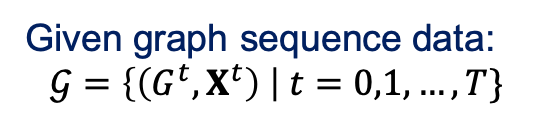 Given graph sequence data:
𝒢 = {(Gᵗ, 𝐗ᵗ) | t = 0,1, …, T}